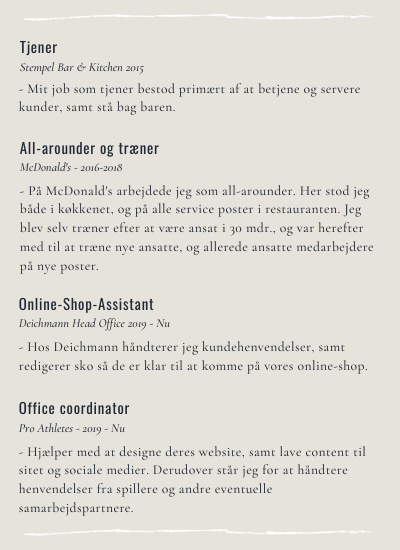 Tjener
Stempel Bar & Kitchen 2015
- Mit job som tjener bestod primært af at betjene og servere
kunder, samt stå bag baren.
All-arounder og træner
McDonald's - 2016-2018
- På McDonald's arbejdede jeg som all-arounder. Her stod jeg
både i køkkenet, og på alle service poster i restauranten. Jeg
blev selv træner efter at være ansat i 30 mdr., og var herefter
med til at træne nye ansatte, og allerede ansatte medarbejdere
på nye poster.
Online-Shop-Assistant
Deichmann Head Office 2019 - Nu
- Hos Deichmann håndterer jeg kundehenvendelser, samt
redigerer sko så de er klar til at komme på vores online-shop.
Office coordinator
Pro Athletes - 2019 - Nu
- Hjælper med at designe deres website, samt lave content til
sitet og sociale medier. Derudover står jeg for at håndtere
henvendelser fra spillere og andre eventuelle
samarbejdspartnere.